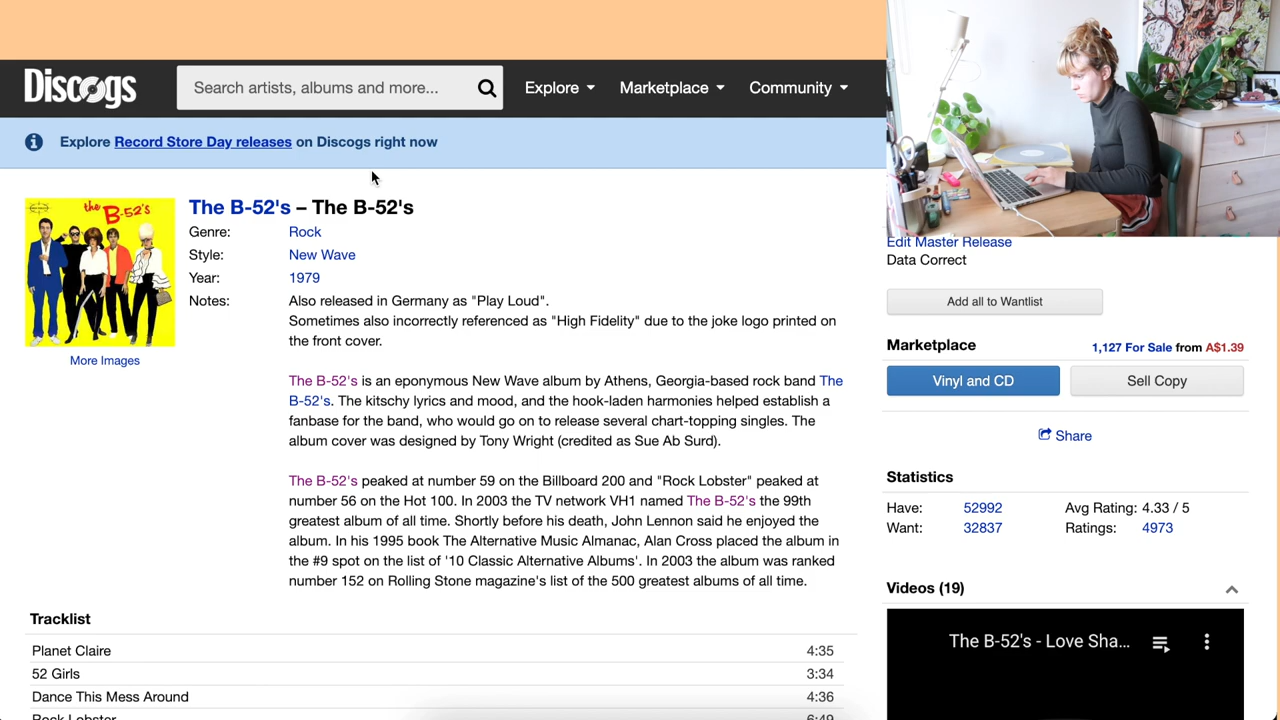 Discogs
Search artists, albums and more...
Explore
Marketplace
Community
Explore Record Store Day releases on Discogs right now
the B-52's
The B-52's – The B-52's
Genre: Rock
Style: New Wave
Year: 1979
Notes: Also released in Germany as "Play Loud".
Sometimes also incorrectly referenced as "High Fidelity" due to the joke logo printed on
the front cover.
The B-52's is an eponymous New Wave album by Athens, Georgia-based rock band The
B-52's. The kitschy lyrics and mood, and the hook-laden harmonies helped establish a
fanbase for the band, who would go on to release several chart-topping singles. The
album cover was designed by Tony Wright (credited as Sue Ab Surd).
The B-52's peaked at number 59 on the Billboard 200 and "Rock Lobster" peaked at
number 56 on the Hot 100. In 2003 the TV network VH1 named The B-52's the 99th
greatest album of all time. Shortly before his death, John Lennon said he enjoyed the
album. In his 1995 book The Alternative Music Almanac, Alan Cross placed the album in
the #9 spot on the list of '10 Classic Alternative Albums'. In 2003 the album was ranked
number 152 on Rolling Stone magazine's list of the 500 greatest albums of all time.
More Images
Tracklist
Planet Claire 4:35
52 Girls 3:34
Dance This Mess Around 4:36
Rock Lobster 6:49
Edit Master Release
Data Correct
Add all to Wantlist
Marketplace 1,127 For Sale from A$1.39
Vinyl and CD
Sell Copy
Share
Statistics
Have: 52992 Avg Rating: 4.33 / 5
Want: 32837 Ratings: 4973
Videos (19)
The B-52's - Love Sha...